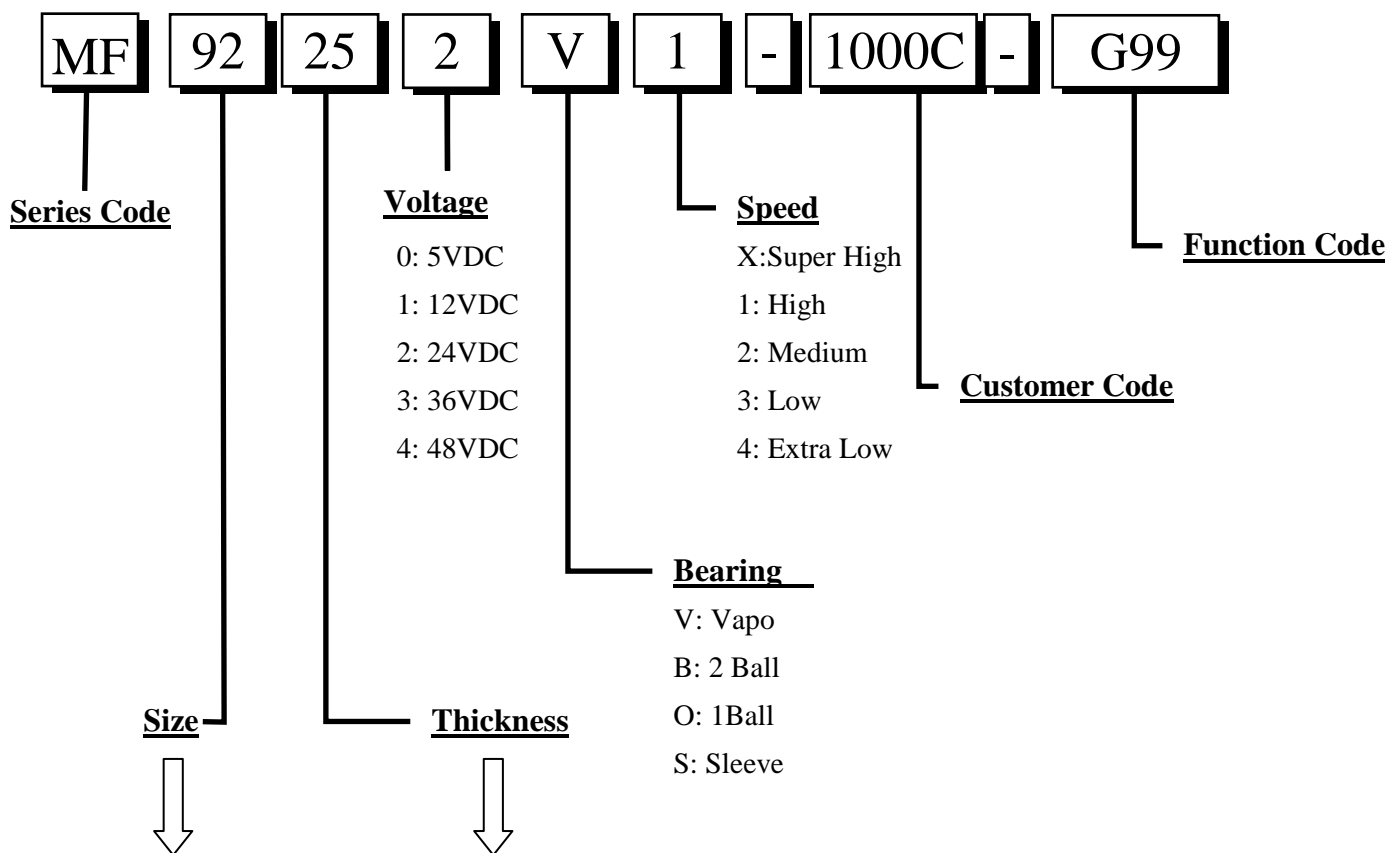 MF 92 25 2 V 1 - 1000C - G99
Series Code
Voltage
0: 5VDC
1: 12VDC
2: 24VDC
3: 36VDC
4: 48VDC
Speed
X:Super High
1: High
2: Medium
3: Low
4: Extra Low
Function Code
Customer Code
Bearing
V: Vapo
B: 2 Ball
O: 1Ball
S: Sleeve
Size
Thickness